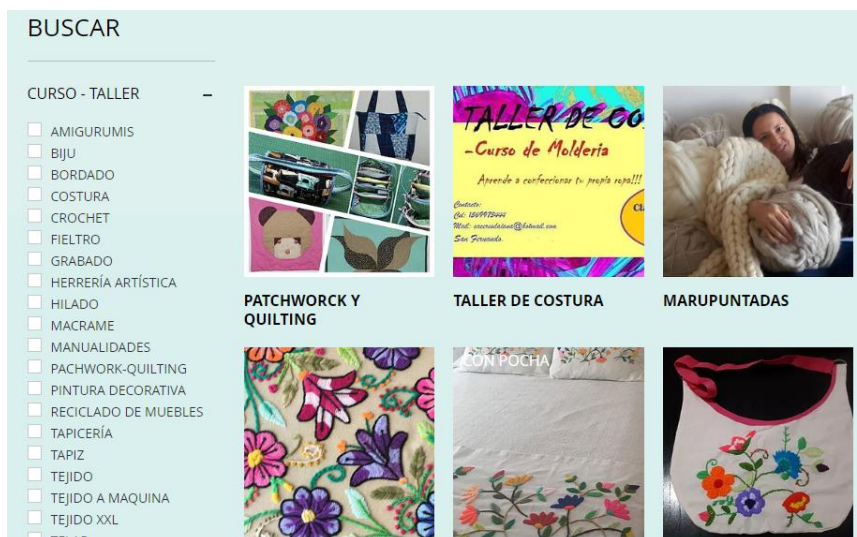 BUSCAR
CURSO - TALLER –
AMIGURUMIS
BIJU
BORDADO
COSTURA
CROCHET
FIELTRO
GRABADO
HERRERÍA ARTÍSTICA
HILADO
MACRAME
MANUALIDADES
PACHWORK-QUILTING
PINTURA DECORATIVA
RECICLADO DE MUEBLES
TAPICERÍA
TAPIZ
TEJIDO
TEJIDO A MAQUINA
TEJIDO XXL
PATCHWORCK Y
QUILTING
TALLER DE CO
-Curso de Molderia
Aprende a confeccionar tu propia ropa!!!
Contacto:
San Fernando
TALLER DE COSTURA
MARUPUNTADAS
CON POCHA